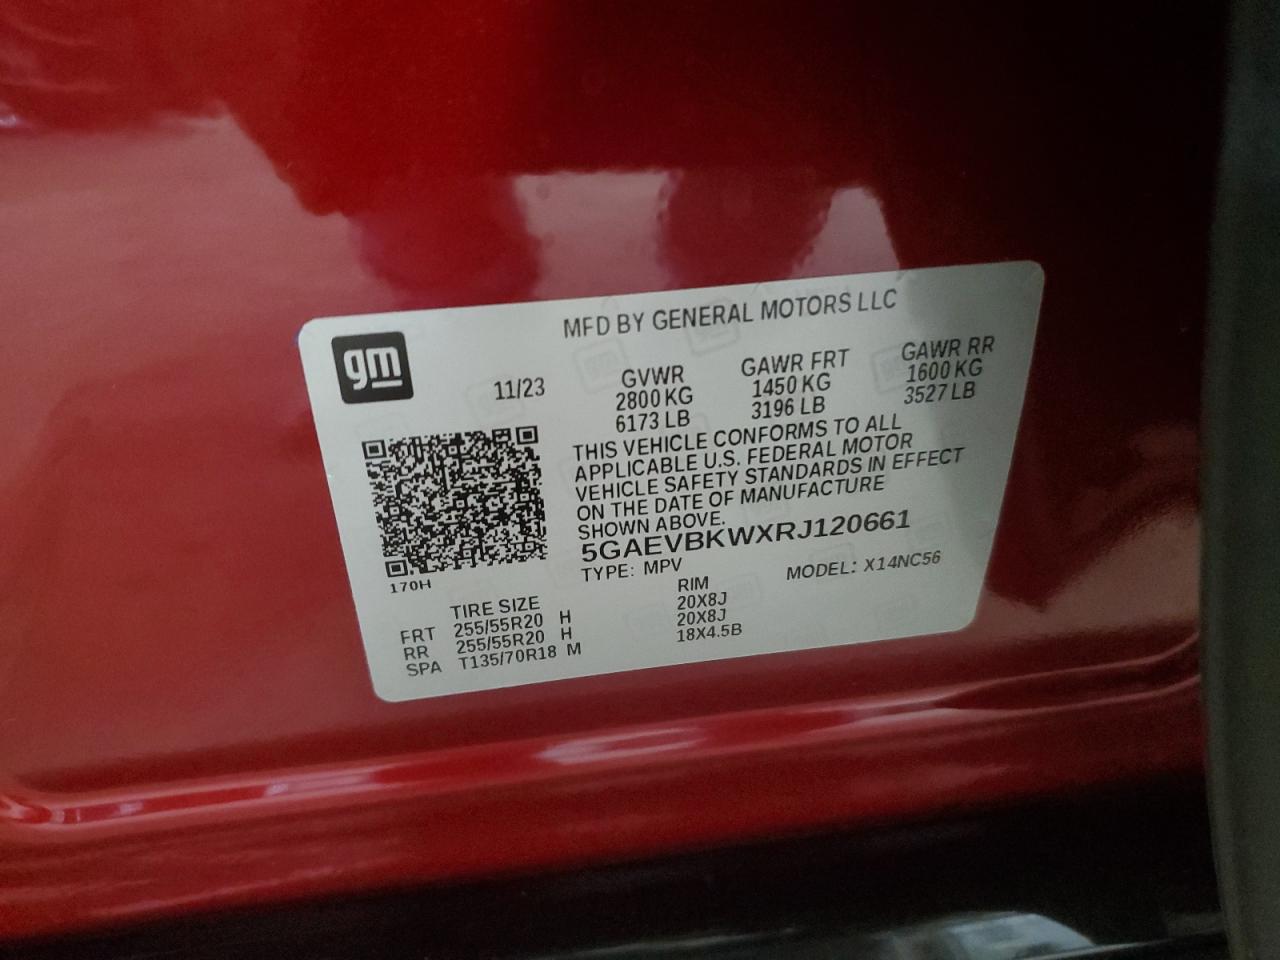 MFD BY GENERAL MOTORS LLC
gm
11/23
GVWR GAWR FRT GAWR RR
2800 KG 1450 KG 1600 KG
6173 LB 3196 LB 3527 LB
THIS VEHICLE CONFORMS TO ALL
APPLICABLE U.S. FEDERAL MOTOR
VEHICLE SAFETY STANDARDS IN EFFECT
ON THE DATE OF MANUFACTURE
SHOWN ABOVE.
5GAEVBKWXRJ120661
TYPE: MPV MODEL: X14NC56
170H
TIRE SIZE RIM
FRT 255/55R20 H 20X8J
RR 255/55R20 H 20X8J
SPA T135/70R18 M 18X4.5B